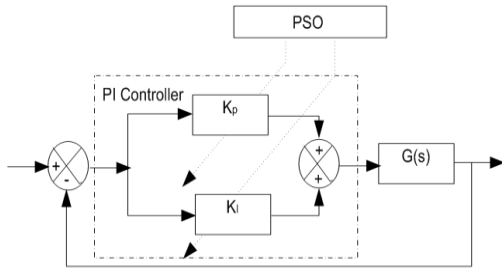 PSO
PI Controller
Kp
+
+
-
+
G(s)
KI